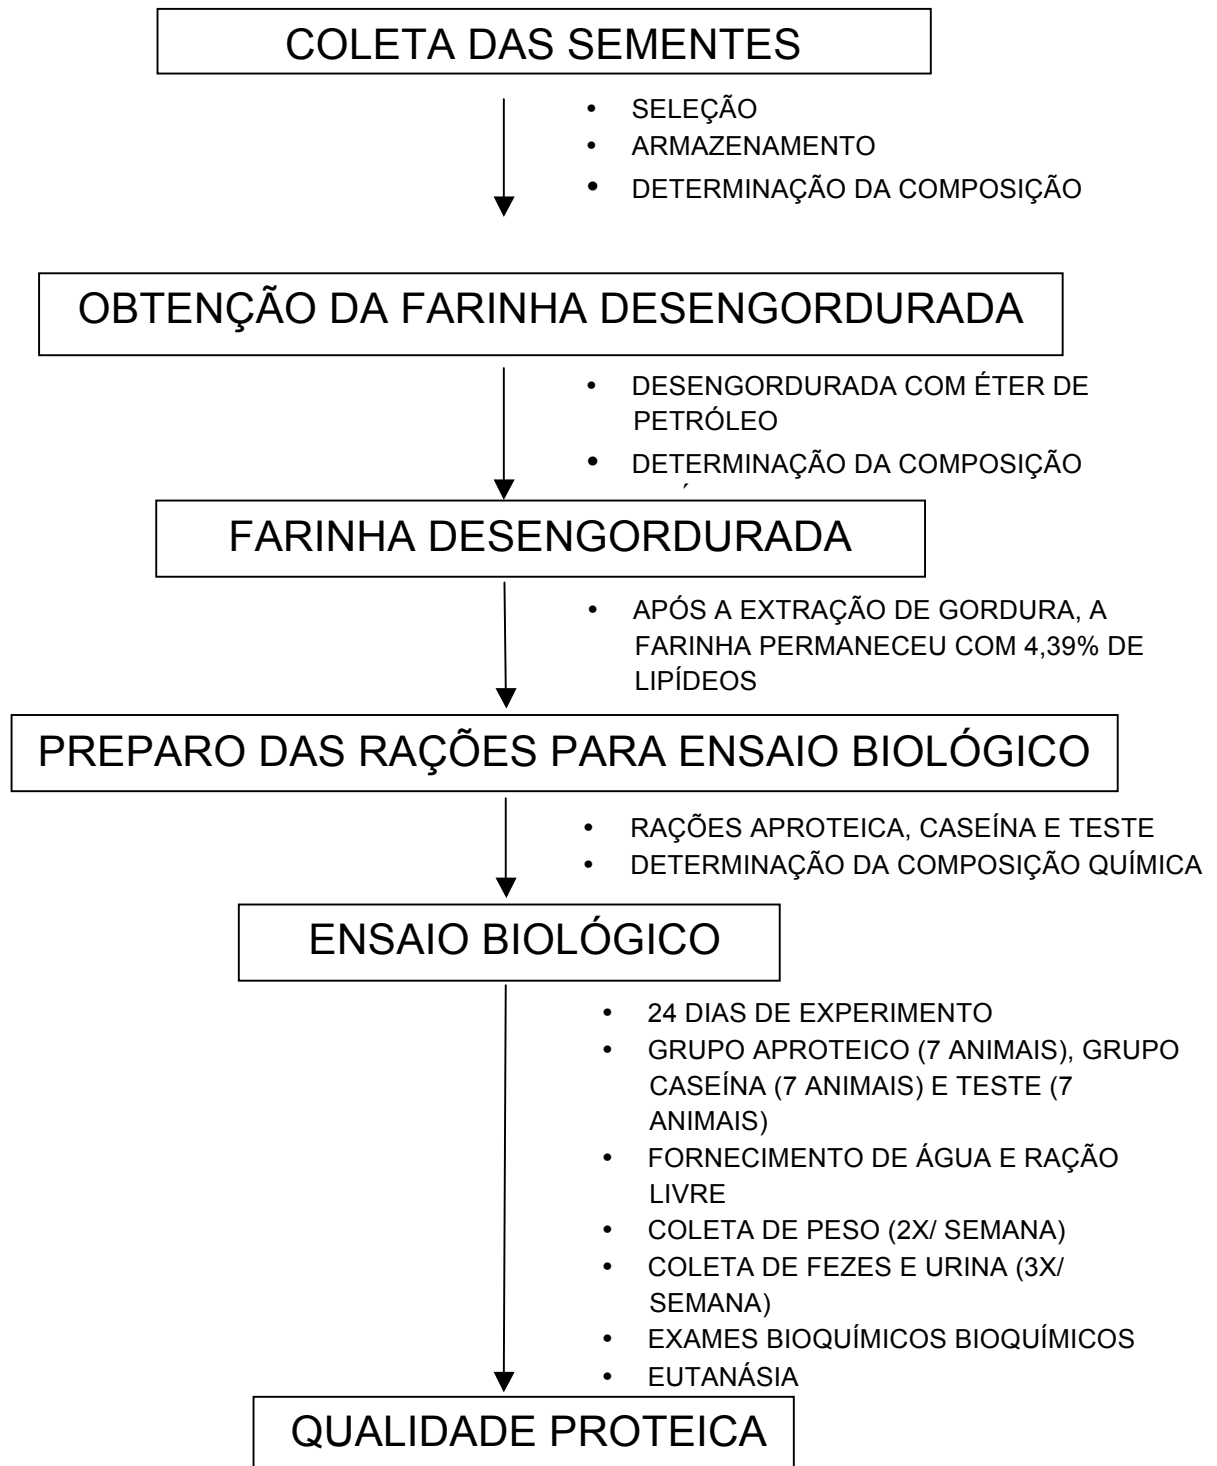 COLETA DAS SEMENTES
• SELEÇÃO
• ARMAZENAMENTO
• DETERMINAÇÃO DA COMPOSIÇÃO
OBTENÇÃO DA FARINHA DESENGORDURADA
• DESENGORDURADA COM ÉTER DE
PETRÓLEO
• DETERMINAÇÃO DA COMPOSIÇÃO
FARINHA DESENGORDURADA
• APÓS A EXTRAÇÃO DE GORDURA, A
FARINHA PERMANECEU COM 4,39% DE
LIPÍDEOS
PREPARO DAS RAÇÕES PARA ENSAIO BIOLÓGICO
• RAÇÕES APROTEICA, CASEÍNA E TESTE
• DETERMINAÇÃO DA COMPOSIÇÃO QUÍMICA
ENSAIO BIOLÓGICO
• 24 DIAS DE EXPERIMENTO
• GRUPO APROTEICO (7 ANIMAIS), GRUPO
CASEÍNA (7 ANIMAIS) E TESTE (7
ANIMAIS)
• FORNECIMENTO DE ÁGUA E RAÇÃO
LIVRE
• COLETA DE PESO (2X/ SEMANA)
• COLETA DE FEZES E URINA (3X/
SEMANA)
• EXAMES BIOQUÍMICOS BIOQUÍMICOS
• EUTANÁSIA
QUALIDADE PROTEICA